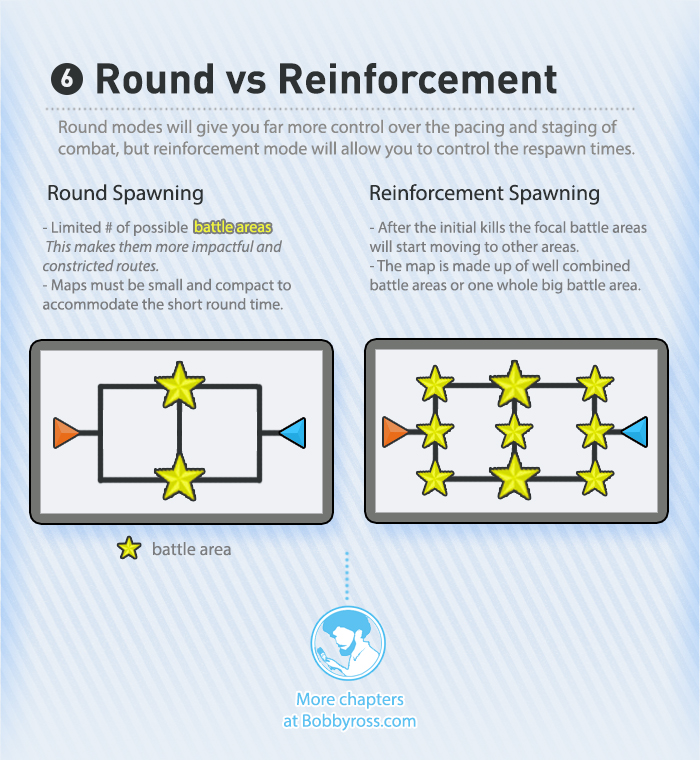 6 Round vs Reinforcement
Round modes will give you far more control over the pacing and staging of
combat, but reinforcement mode will allow you to control the respawn times.
Round Spawning
- Limited # of possible battle areas
This makes them more impactful and
constricted routes.
- Maps must be small and compact to
accommodate the short round time.
Reinforcement Spawning
- After the initial kills the focal battle areas
will start moving to other areas.
- The map is made up of well combined
battle areas or one whole big battle area.
battle area
More chapters
at Bobbyross.com